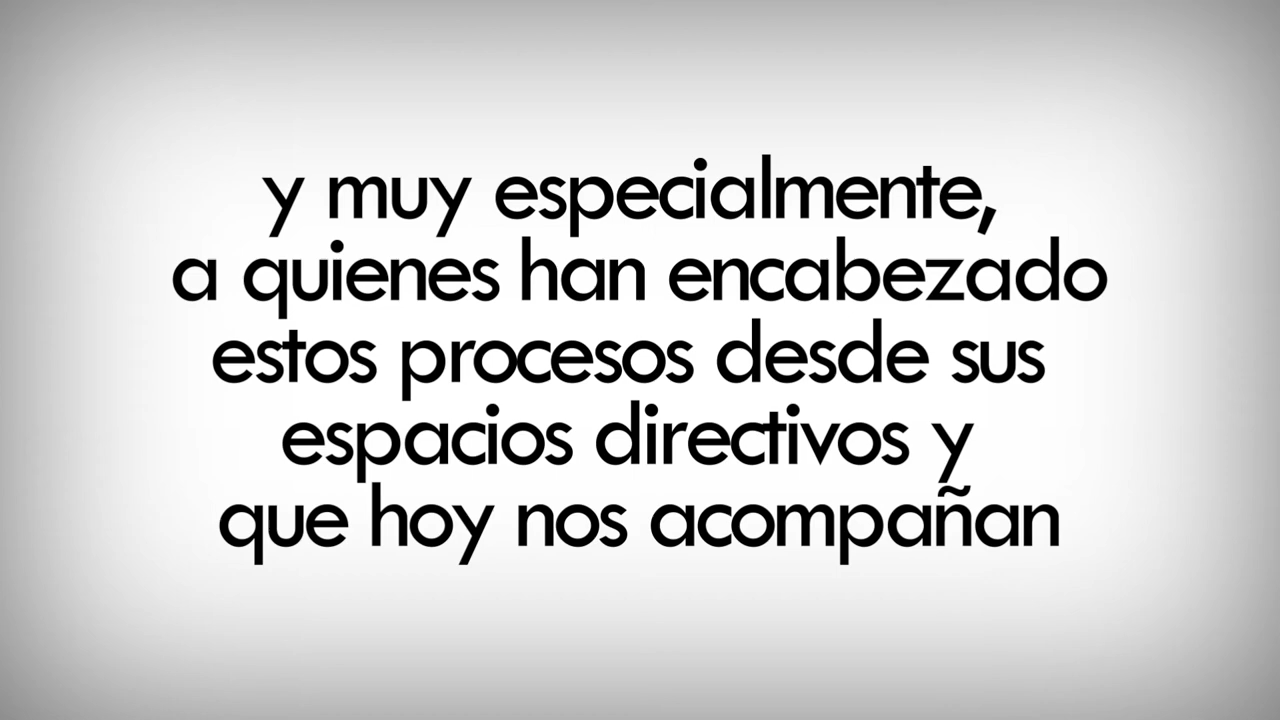 y muy especialmente,
a quienes han encabezado
estos procesos desde sus
espacios directivos y
que hoy nos acompañan